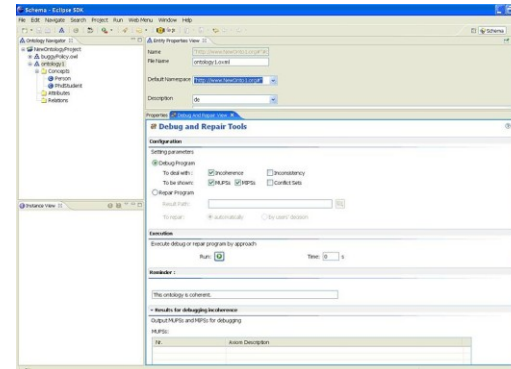 Schema - Eclipse SDK
File Edit Navigate Search Project Run Web Menu Window Help
Schema
Ontology Navigator
Entity Properties View
NewOntologyProject
buggyPolicy.owl
ontology1
Concepts
Person
PhdStudent
Attributes
Relations
Name
File Name ontology1.oxml
Default Namespace
Description de
Properties Debug And Repair View
Debug and Repair Tools
Configuration
Setting parameters
Debug Program
To deal with : Incoherence Inconsistency
To be shown: MUPSs MIPSs Conflict Sets
Repair Program
Result Path:
To repair: automatically by users' decision
Instance View
Execution
Execute debug or repair program by approach
Run: Time: 0 s
Reminder :
The ontology is coherent.
Results for debugging incoherence
Output MUPSs and MIPSs for debugging
MUPSs:
Nr. Axiom Description